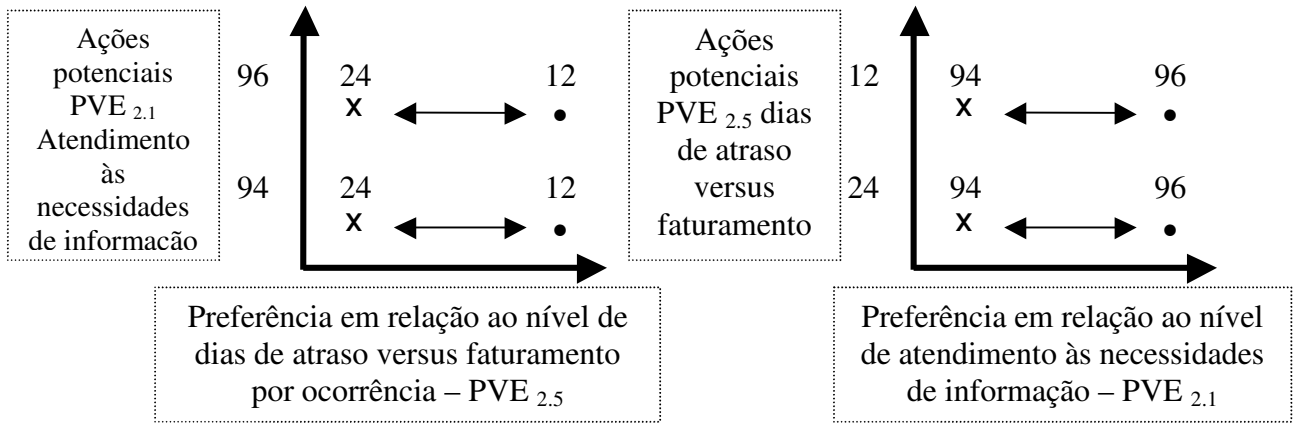 Ações
potenciais
PVE 2.1
Atendimento
às
necessidades
de informação
96 24 12
x •
94 24 12
x •
Preferência em relação ao nível de
dias de atraso versus faturamento
por ocorrência – PVE 2.5
Ações
potenciais
PVE 2.5 dias
de atraso
versus
faturamento
12 94 96
x •
24 94 96
x •
Preferência em relação ao nível
de atendimento às necessidades
de informação – PVE 2.1